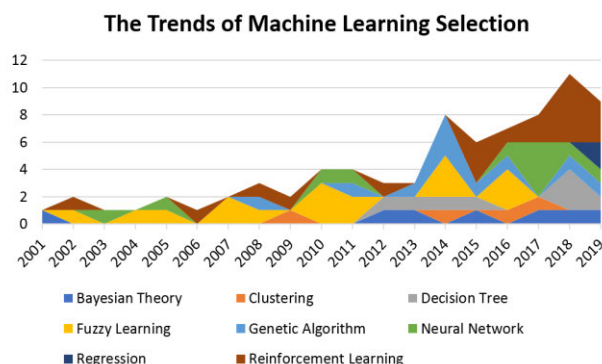 The Trends of Machine Learning Selection
12
10
8
6
4
2
0
2001 2002 2003 2004 2005 2006 2007 2008 2009 2010 2011 2012 2013 2014 2015 2016 2017 2018 2019
Bayesian Theory Clustering Decision Tree
Fuzzy Learning Genetic Algorithm Neural Network
Regression Reinforcement Learning